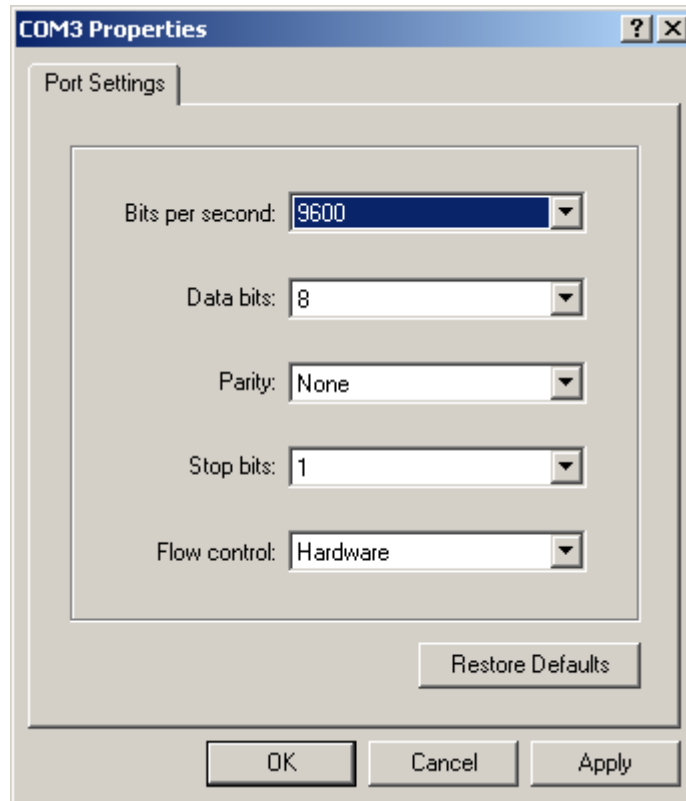 COM3 Properties
Port Settings
Bits per second: 9600
Data bits: 8
Parity: None
Stop bits: 1
Flow control: Hardware
Restore Defaults
OK Cancel Apply